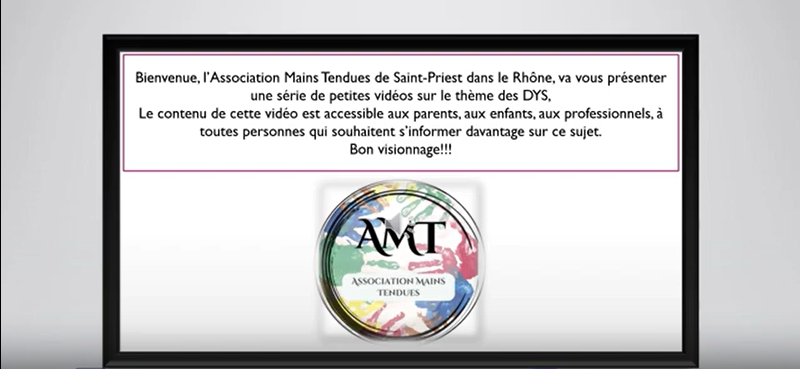 Bienvenue, l'Association Mains Tendues de Saint-Priest dans le Rhône, va vous présenter
une série de petites vidéos sur le thème des DYS,
Le contenu de cette vidéo est accessible aux parents, aux enfants, aux professionnels, à
toutes personnes qui souhaitent s'informer davantage sur ce sujet.
Bon visionnage!!!
AMT
Association Mains
Tendues